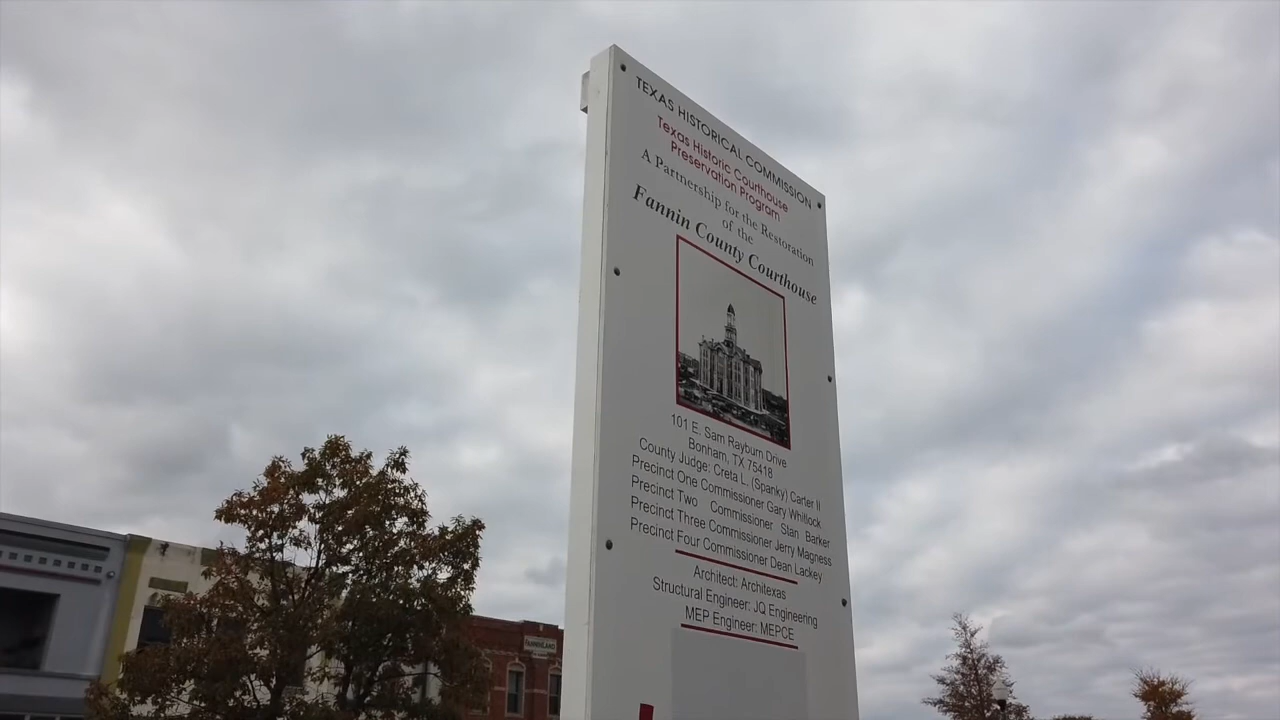 TEXAS HISTORICAL COMMISSION
Texas Historic Courthouse
Preservation Program
A Partnership for the Restoration
of the
Fannin County Courthouse
101 E. Sam Rayburn Drive
Bonham, TX 75418
County Judge: Creta L. (Spanky) Carter II
Precinct One Commissioner Gary Whitlock
Precinct Two Commissioner Stan Barker
Precinct Three Commissioner Jerry Magness
Precinct Four Commissioner Dean Lackey
Architect: Architexas
Structural Engineer: JQ Engineering
MEP Engineer: MEPCE